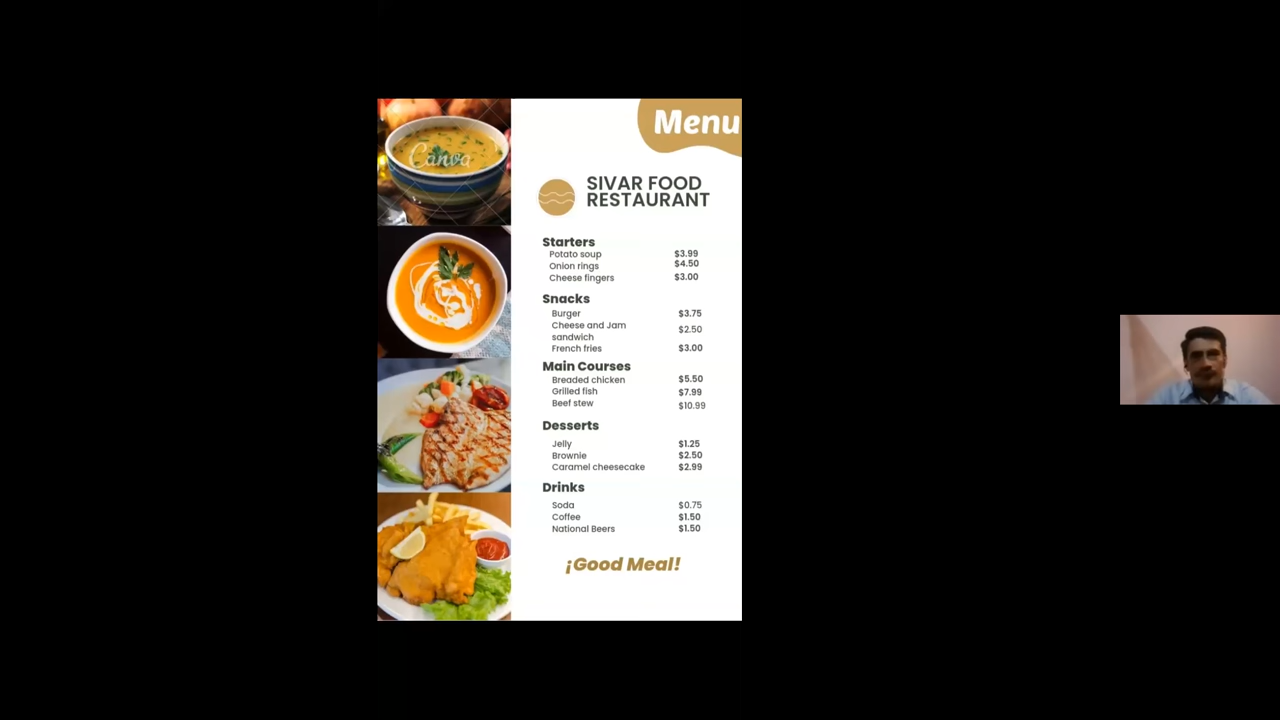 Menu
Canva
SIVAR FOOD
RESTAURANT
Starters
Potato soup $3.99
Onion rings $4.50
Cheese fingers $3.00
Snacks
Burger $3.75
Cheese and Jam
sandwich $2.50
French fries $3.00
Main Courses
Breaded chicken $5.50
Grilled fish $7.99
Beef stew $10.99
Desserts
Jelly $1.25
Brownie $2.50
Caramel cheesecake $2.99
Drinks
Soda $0.75
Coffee $1.50
National Beers $1.50
¡Good Meal!